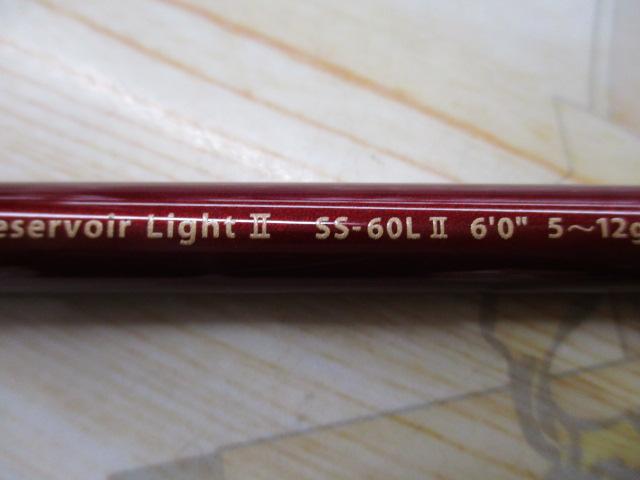 eservoir Light Ⅱ SS-60L Ⅱ 6'0" 5～12g